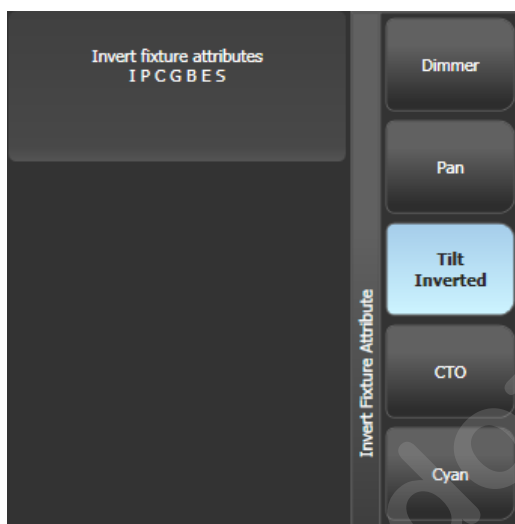 Invert fixture attributes
I P C G B E S
Invert Fixture Attribute
Dimmer
Pan
Tilt
Inverted
CTO
Cyan